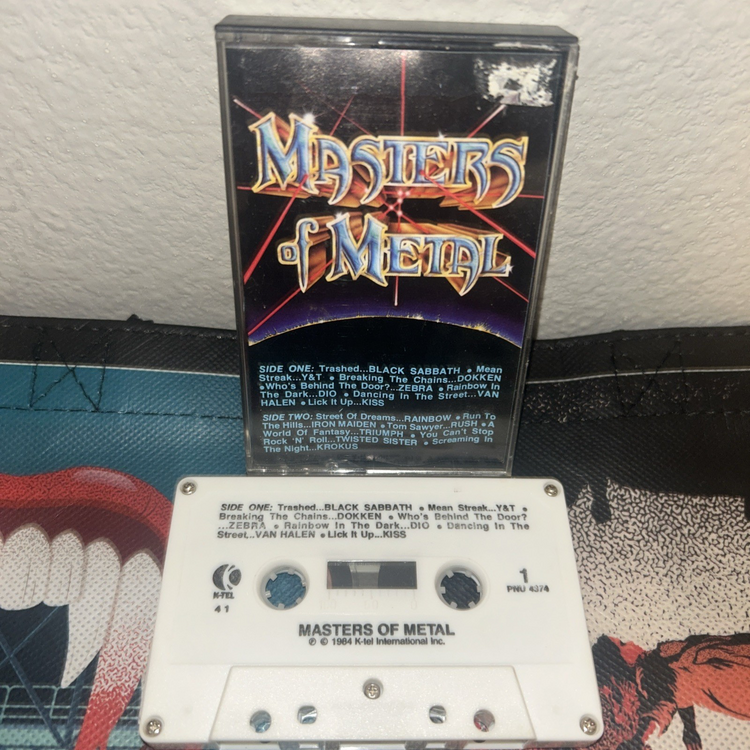 MASTERS
of METAL
SIDE ONE: Trashed...BLACK SABBATH • Mean
Streak...Y&T • Breaking The Chains...DOKKEN
• Who's Behind The Door?...ZEBRA • Rainbow In
The Dark...DIO • Dancing In The Street...VAN
HALEN • Lick It Up...KISS
SIDE TWO: Street Of Dreams...RAINBOW • Run To
The Hills...IRON MAIDEN • Tom Sawyer...RUSH • A
World Of Fantasy...TRIUMPH • You Can't Stop
Rock 'N' Roll...TWISTED SISTER • Screaming In
The Night...KROKUS
SIDE ONE: Trashed...BLACK SABBATH • Mean Streak...Y&T •
Breaking The Chains...DOKKEN • Who's Behind The Door?
...ZEBRA • Rainbow In The Dark...DIO • Dancing In The
Street...VAN HALEN • Lick It Up...KISS
K-TEL
4 1
1
PNU 4374
MASTERS OF METAL
℗ © 1984 K-tel International Inc.